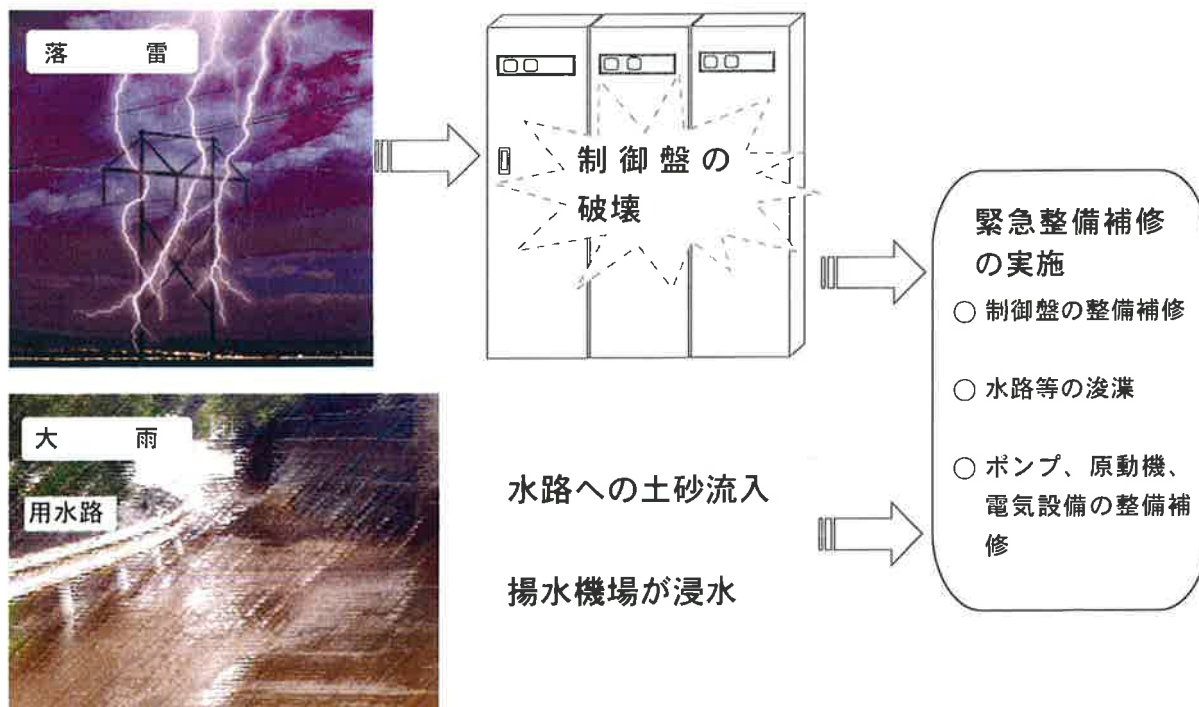 落 雷
制御盤の
破壊
緊急整備補修
の実施
○ 制御盤の整備補修
○ 水路等の浚渫
○ ポンプ、原動機、
電気設備の整備補
修
大 雨
用水路
水路への土砂流入
揚水機場が浸水